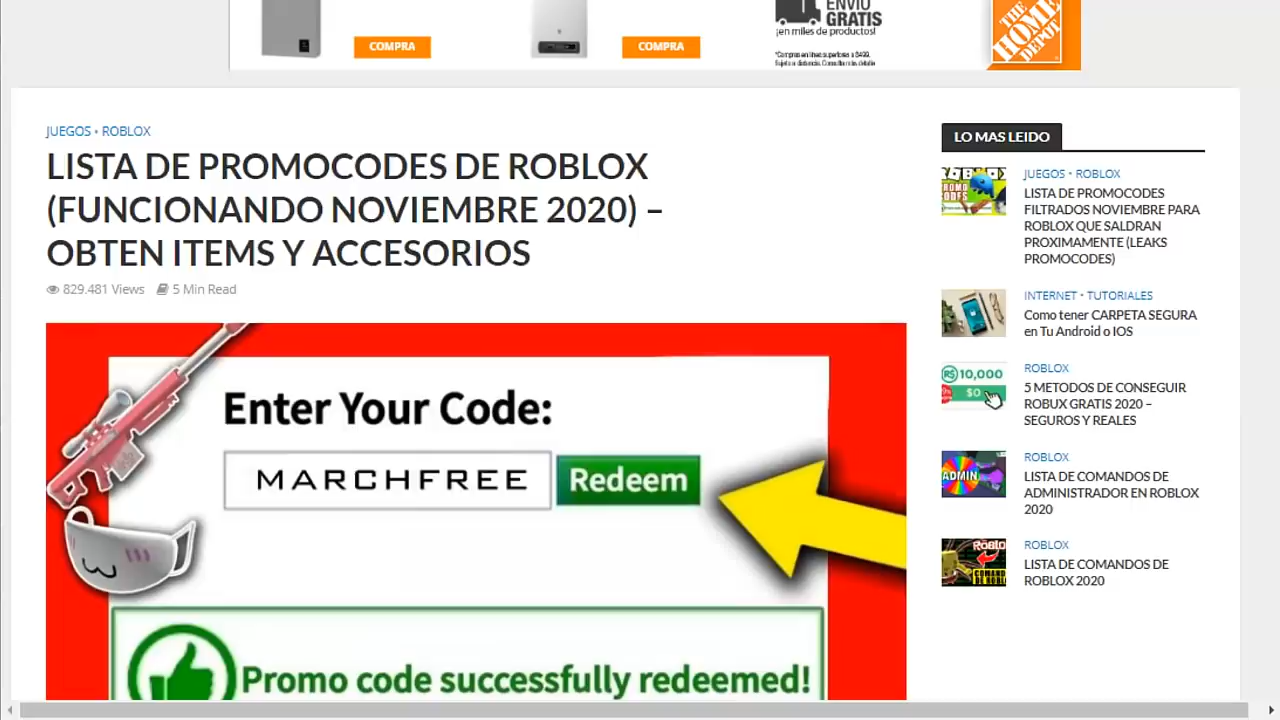 COMPRA
COMPRA
ENVÍO
GRATIS
¡en miles de productos!
THE
HOME
DEPOT
JUEGOS • ROBLOX
LISTA DE PROMOCODES DE ROBLOX
(FUNCIONANDO NOVIEMBRE 2020) –
OBTEN ITEMS Y ACCESORIOS
829.481 Views
5 Min Read
Enter Your Code:
MARCHFREE
Redeem
Promo code successfully redeemed!
LO MAS LEIDO
JUEGOS • ROBLOX
LISTA DE PROMOCODES
FILTRADOS NOVIEMBRE PARA
ROBLOX QUE SALDRAN
PROXIMAMENTE (LEAKS
PROMOCODES)
INTERNET • TUTORIALES
Como tener CARPETA SEGURA
en Tu Android o IOS
R$ 10,000
$0
ROBLOX
5 METODOS DE CONSEGUIR
ROBUX GRATIS 2020 –
SEGUROS Y REALES
ADMIN
ROBLOX
LISTA DE COMANDOS DE
ADMINISTRADOR EN ROBLOX
2020
ROBLOX
LISTA DE COMANDOS DE
ROBLOX 2020